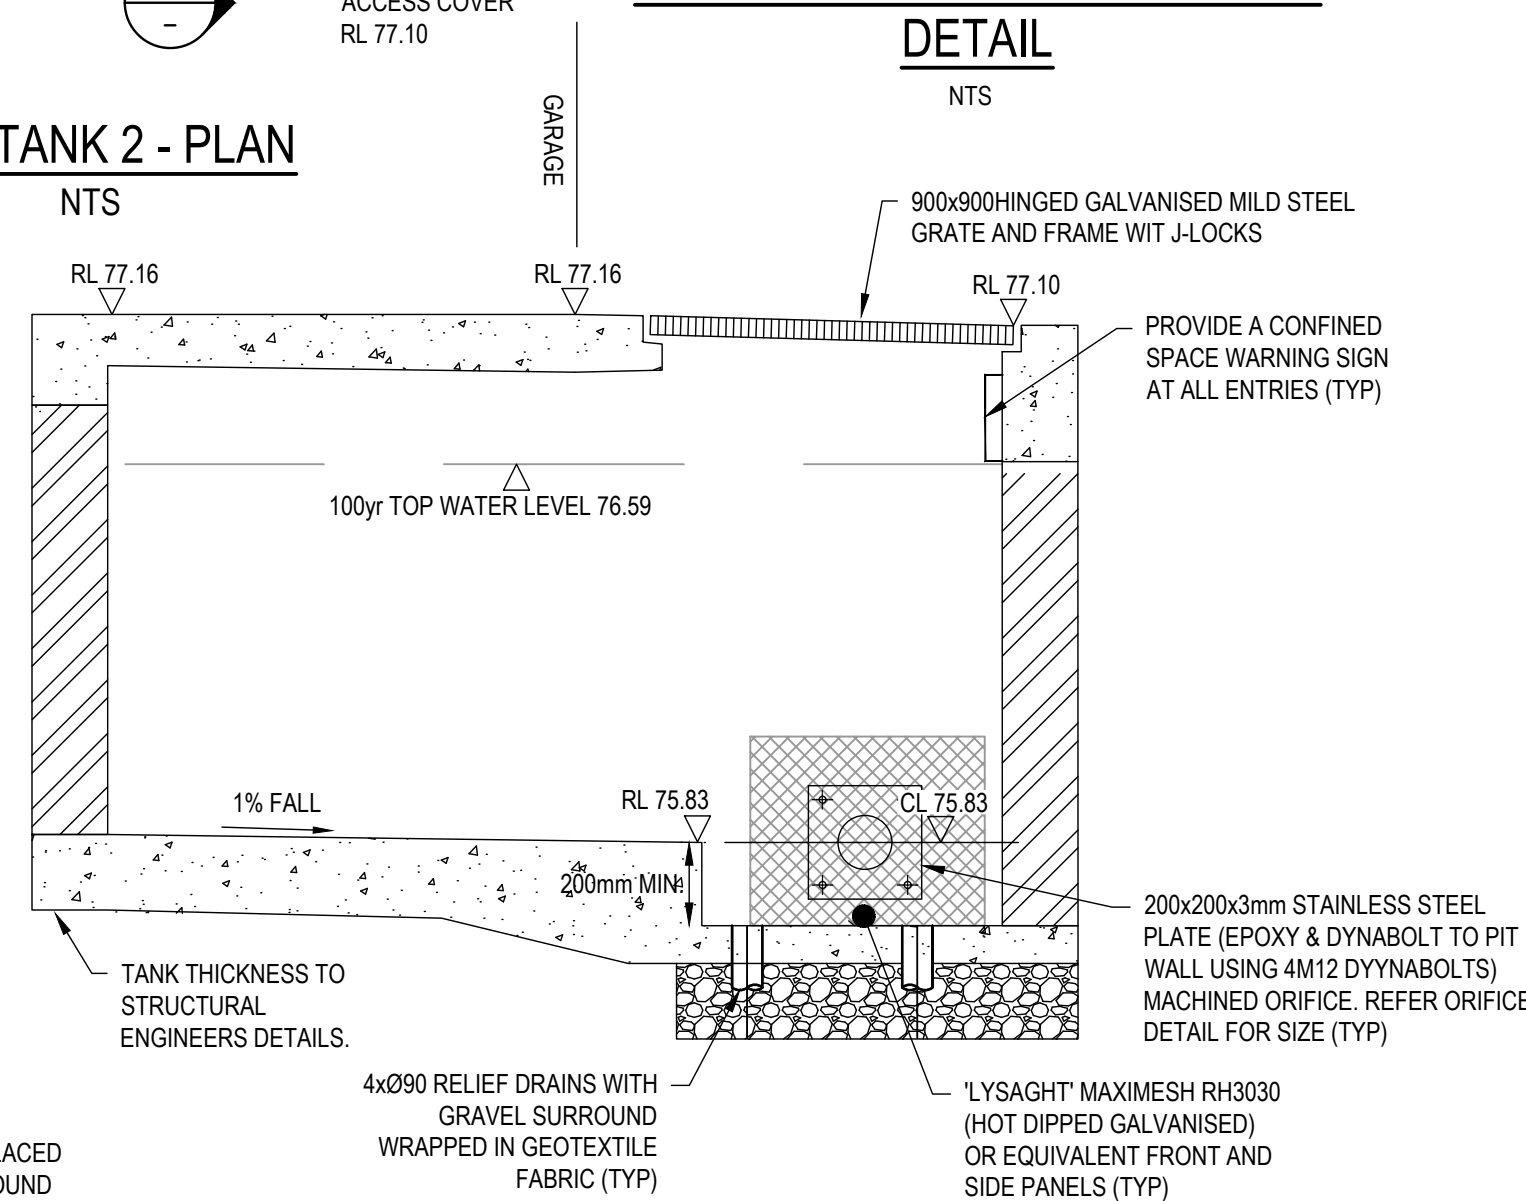 -
ACCESS COVER
RL 77.10
DETAIL
NTS
TANK 2 - PLAN
NTS
GARAGE
900x900HINGED GALVANISED MILD STEEL
GRATE AND FRAME WIT J-LOCKS
RL 77.16
RL 77.16
RL 77.10
PROVIDE A CONFINED
SPACE WARNING SIGN
AT ALL ENTRIES (TYP)
100yr TOP WATER LEVEL 76.59
1% FALL
RL 75.83
CL 75.83
200mm MIN.
200x200x3mm STAINLESS STEEL
PLATE (EPOXY & DYNABOLT TO PIT
WALL USING 4M12 DYYNABOLTS)
MACHINED ORIFICE. REFER ORIFICE
DETAIL FOR SIZE (TYP)
TANK THICKNESS TO
STRUCTURAL
ENGINEERS DETAILS.
4xØ90 RELIEF DRAINS WITH
GRAVEL SURROUND
WRAPPED IN GEOTEXTILE
FABRIC (TYP)
'LYSAGHT' MAXIMESH RH3030
(HOT DIPPED GALVANISED)
OR EQUIVALENT FRONT AND
SIDE PANELS (TYP)